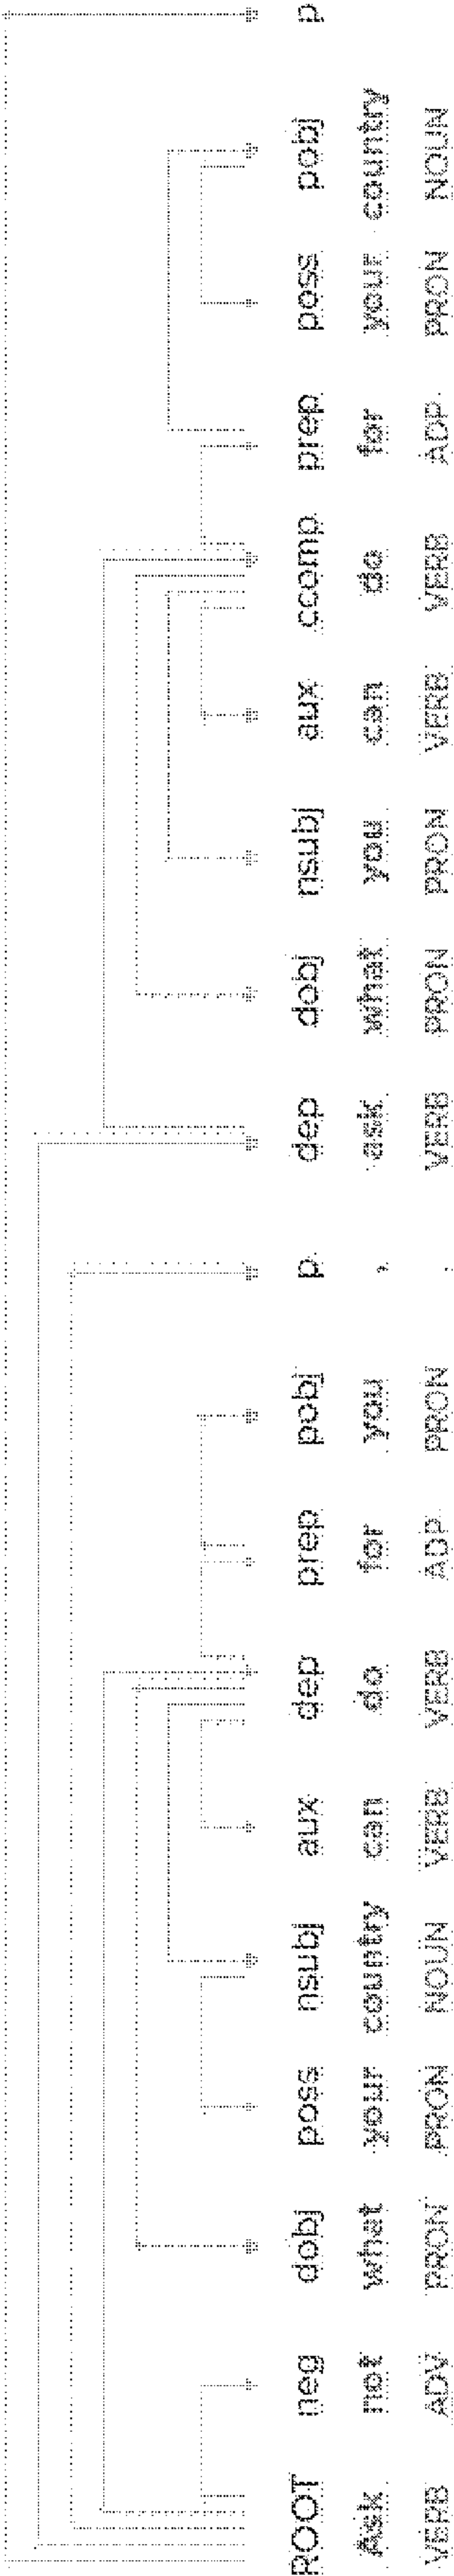 ROOT neg dobj poss nsubj aux dep prep pobj p dep dobj nsubj aux ccomp prep poss pobj p
Ask not what your country can do for you , ask what you can do for your country
VERB ADV PRON PRON NOUN VERB VERB ADP PRON . VERB PRON PRON VERB VERB ADP PRON NOUN